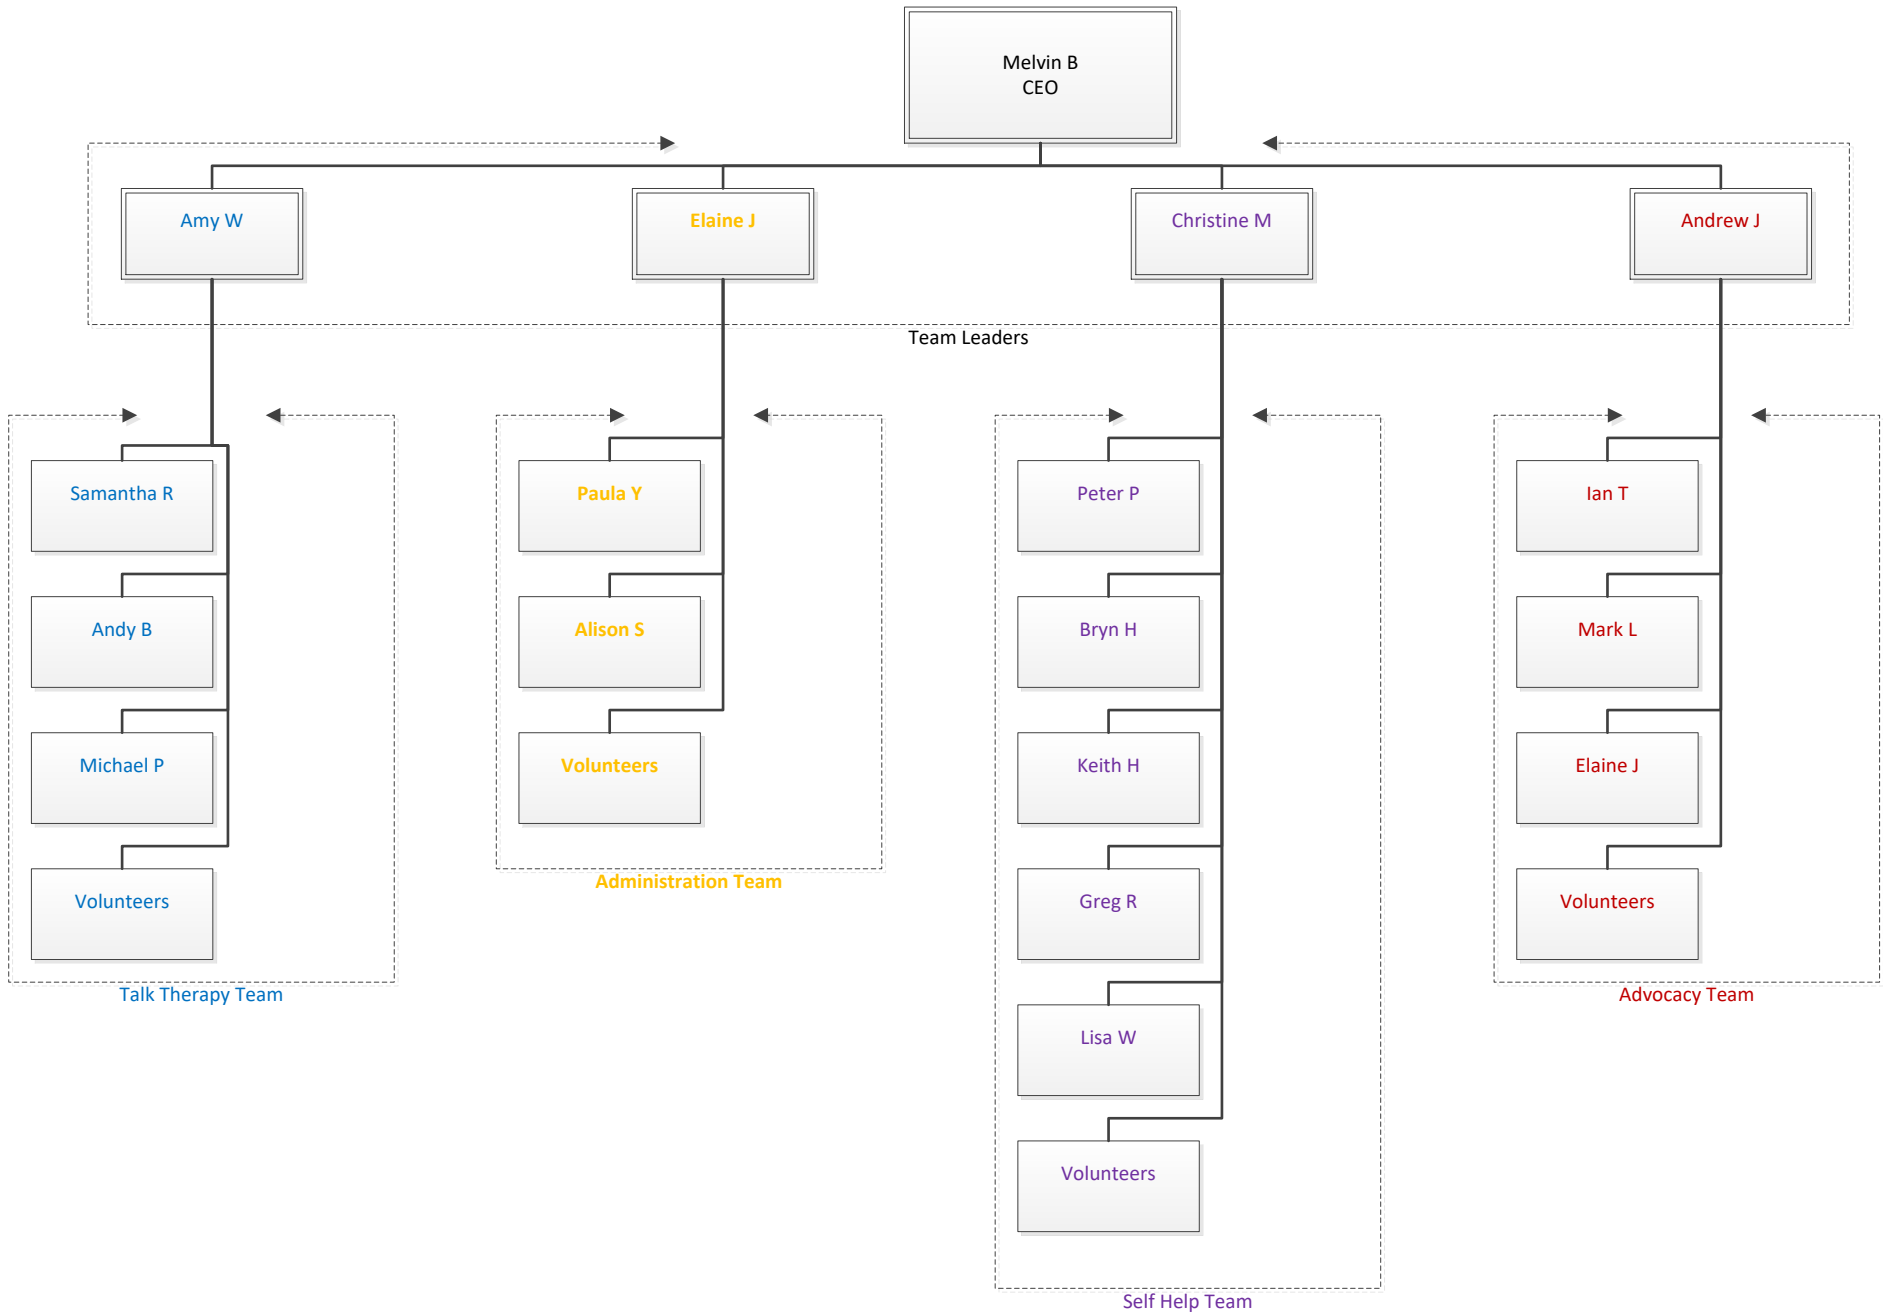 Melvin B
CEO
Amy W
Elaine J
Christine M
Andrew J
Team Leaders
Samantha R
Andy B
Michael P
Volunteers
Talk Therapy Team
Paula Y
Alison S
Volunteers
Administration Team
Peter P
Bryn H
Keith H
Greg R
Lisa W
Volunteers
Self Help Team
Ian T
Mark L
Elaine J
Volunteers
Advocacy Team